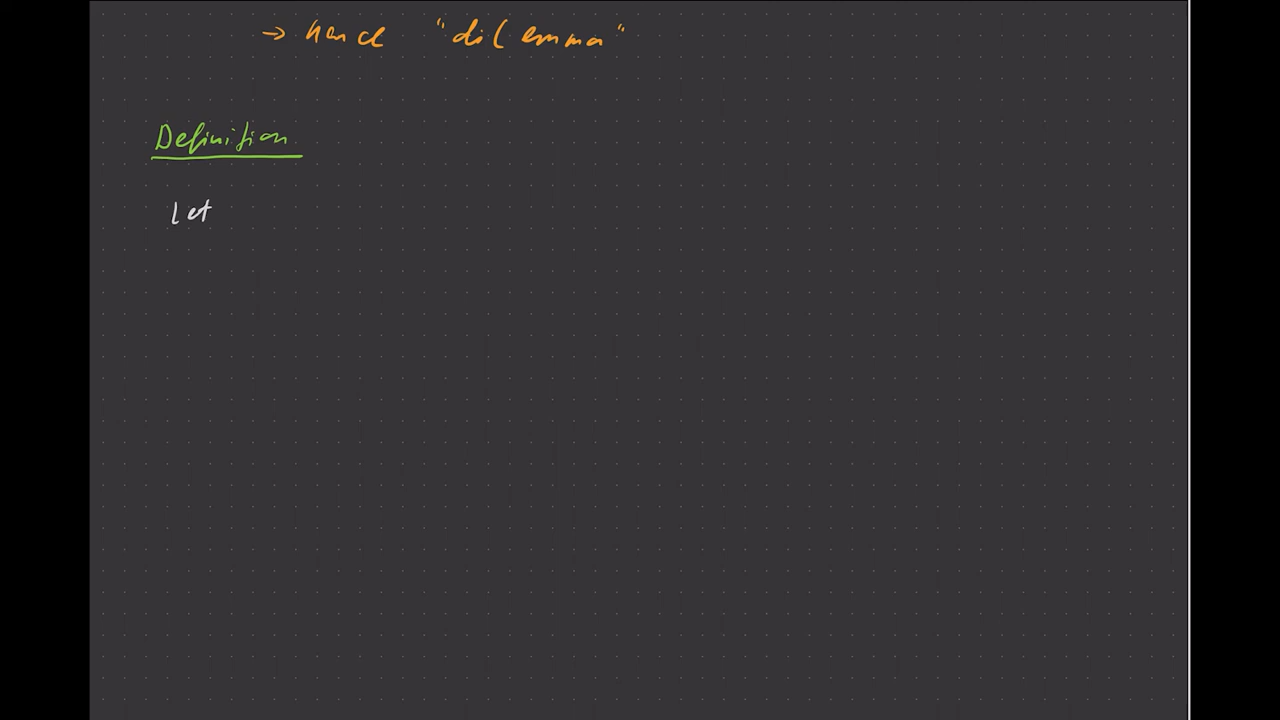 → hence "dilemma"
Definition
Let